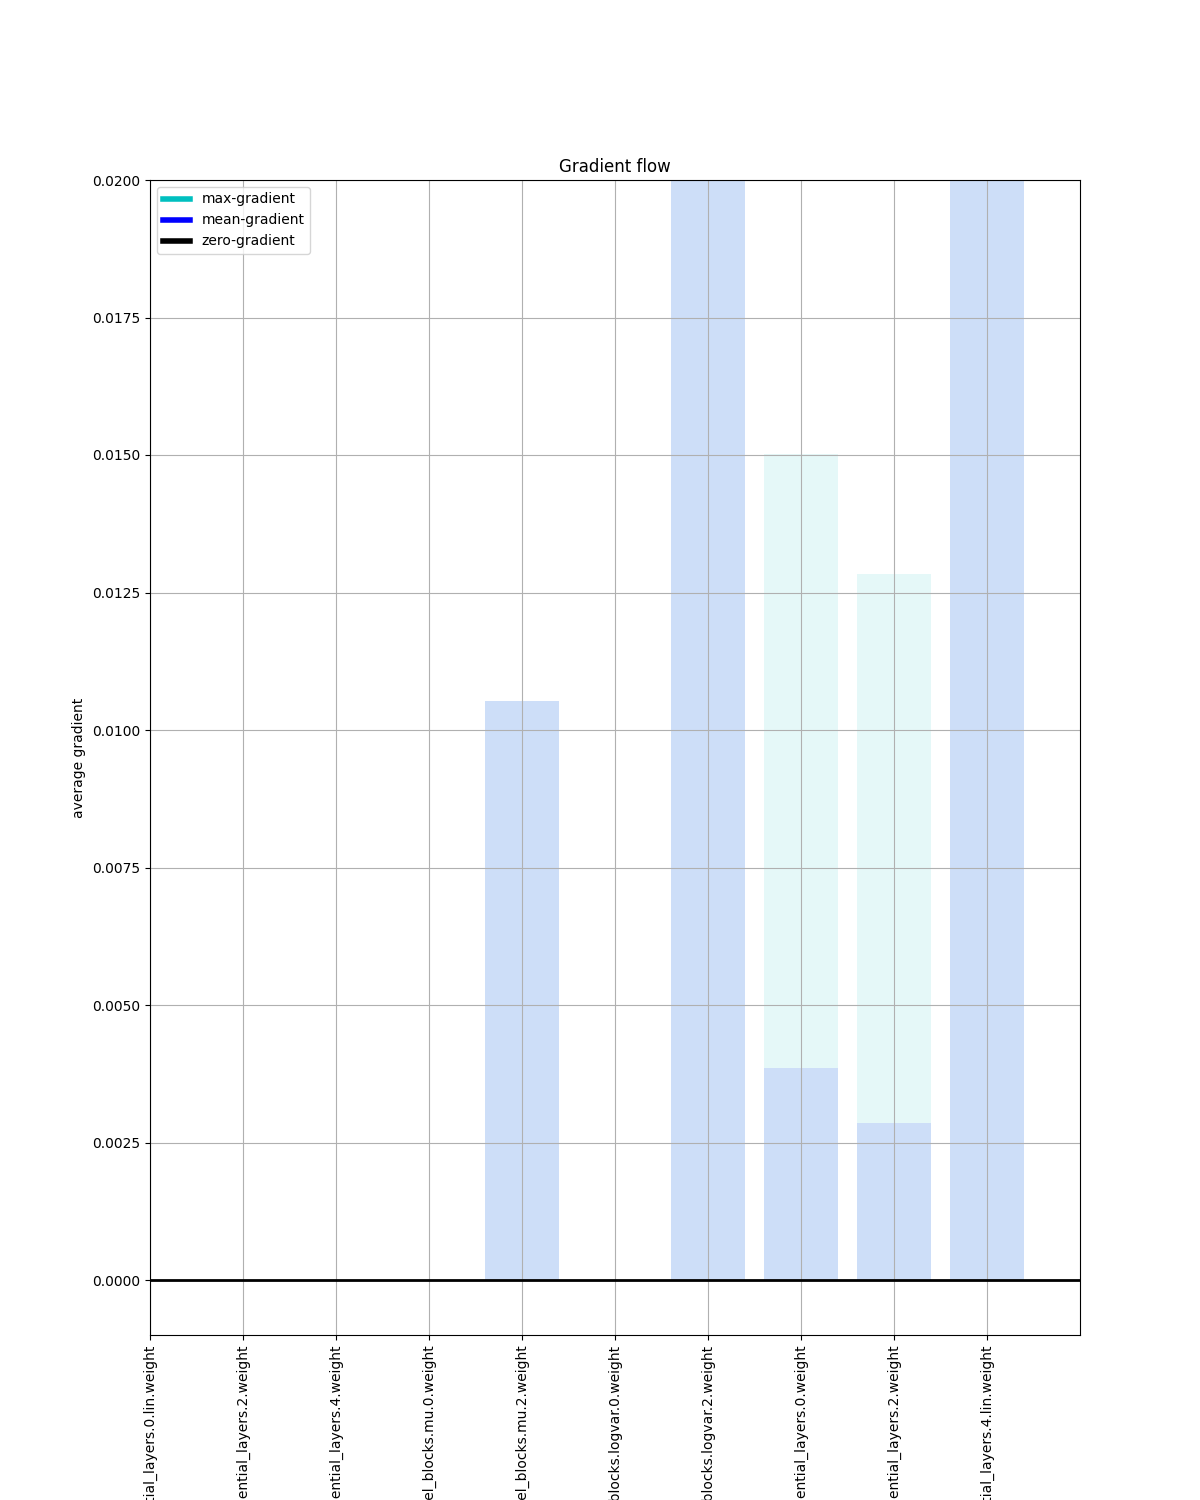 Gradient flow
max-gradient
mean-gradient
zero-gradient
0.0200
0.0175
0.0150
0.0125
0.0100
0.0075
0.0050
0.0025
0.0000
average gradient
tial_layers.0.lin.weight
ential_layers.2.weight
ential_layers.4.weight
el_blocks.mu.0.weight
el_blocks.mu.2.weight
blocks.logvar.0.weight
blocks.logvar.2.weight
ential_layers.0.weight
ential_layers.2.weight
tial_layers.4.lin.weight